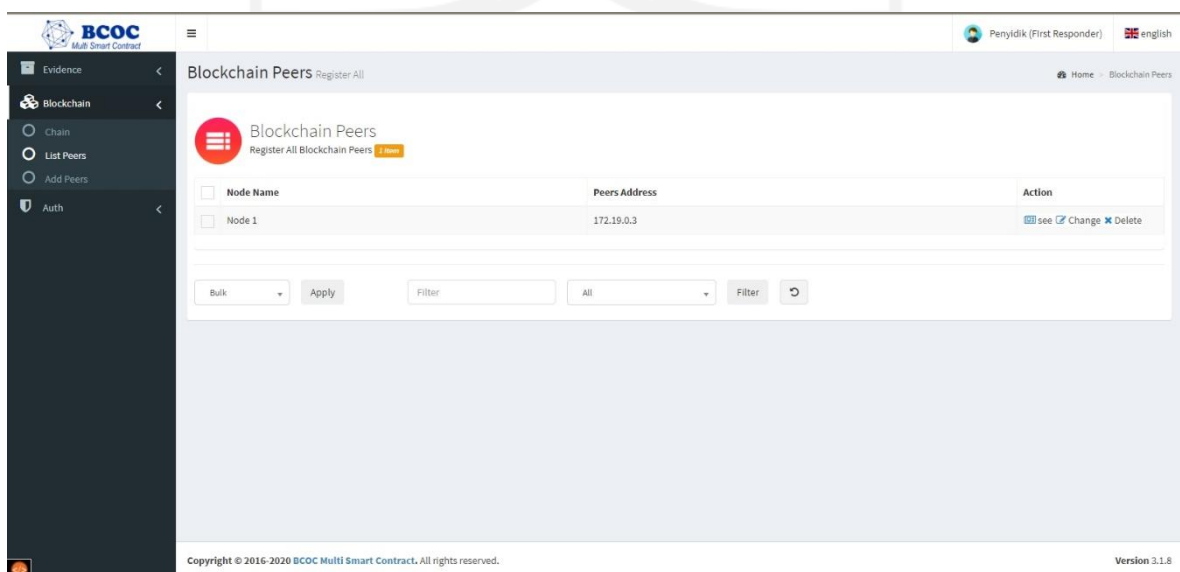 BCOC
Multi Smart Contract
Penyidik (First Responder)
english
Evidence
Blockchain Peers Register All
Home > Blockchain Peers
Blockchain
Chain
List Peers
Add Peers
Auth
Blockchain Peers
Register All Blockchain Peers 1 Items
Node Name Peers Address Action
Node 1 172.19.0.3 see Change Delete
Bulk Apply Filter All Filter
Copyright © 2016-2020 BCOC Multi Smart Contract. All rights reserved.
Version 3.1.8